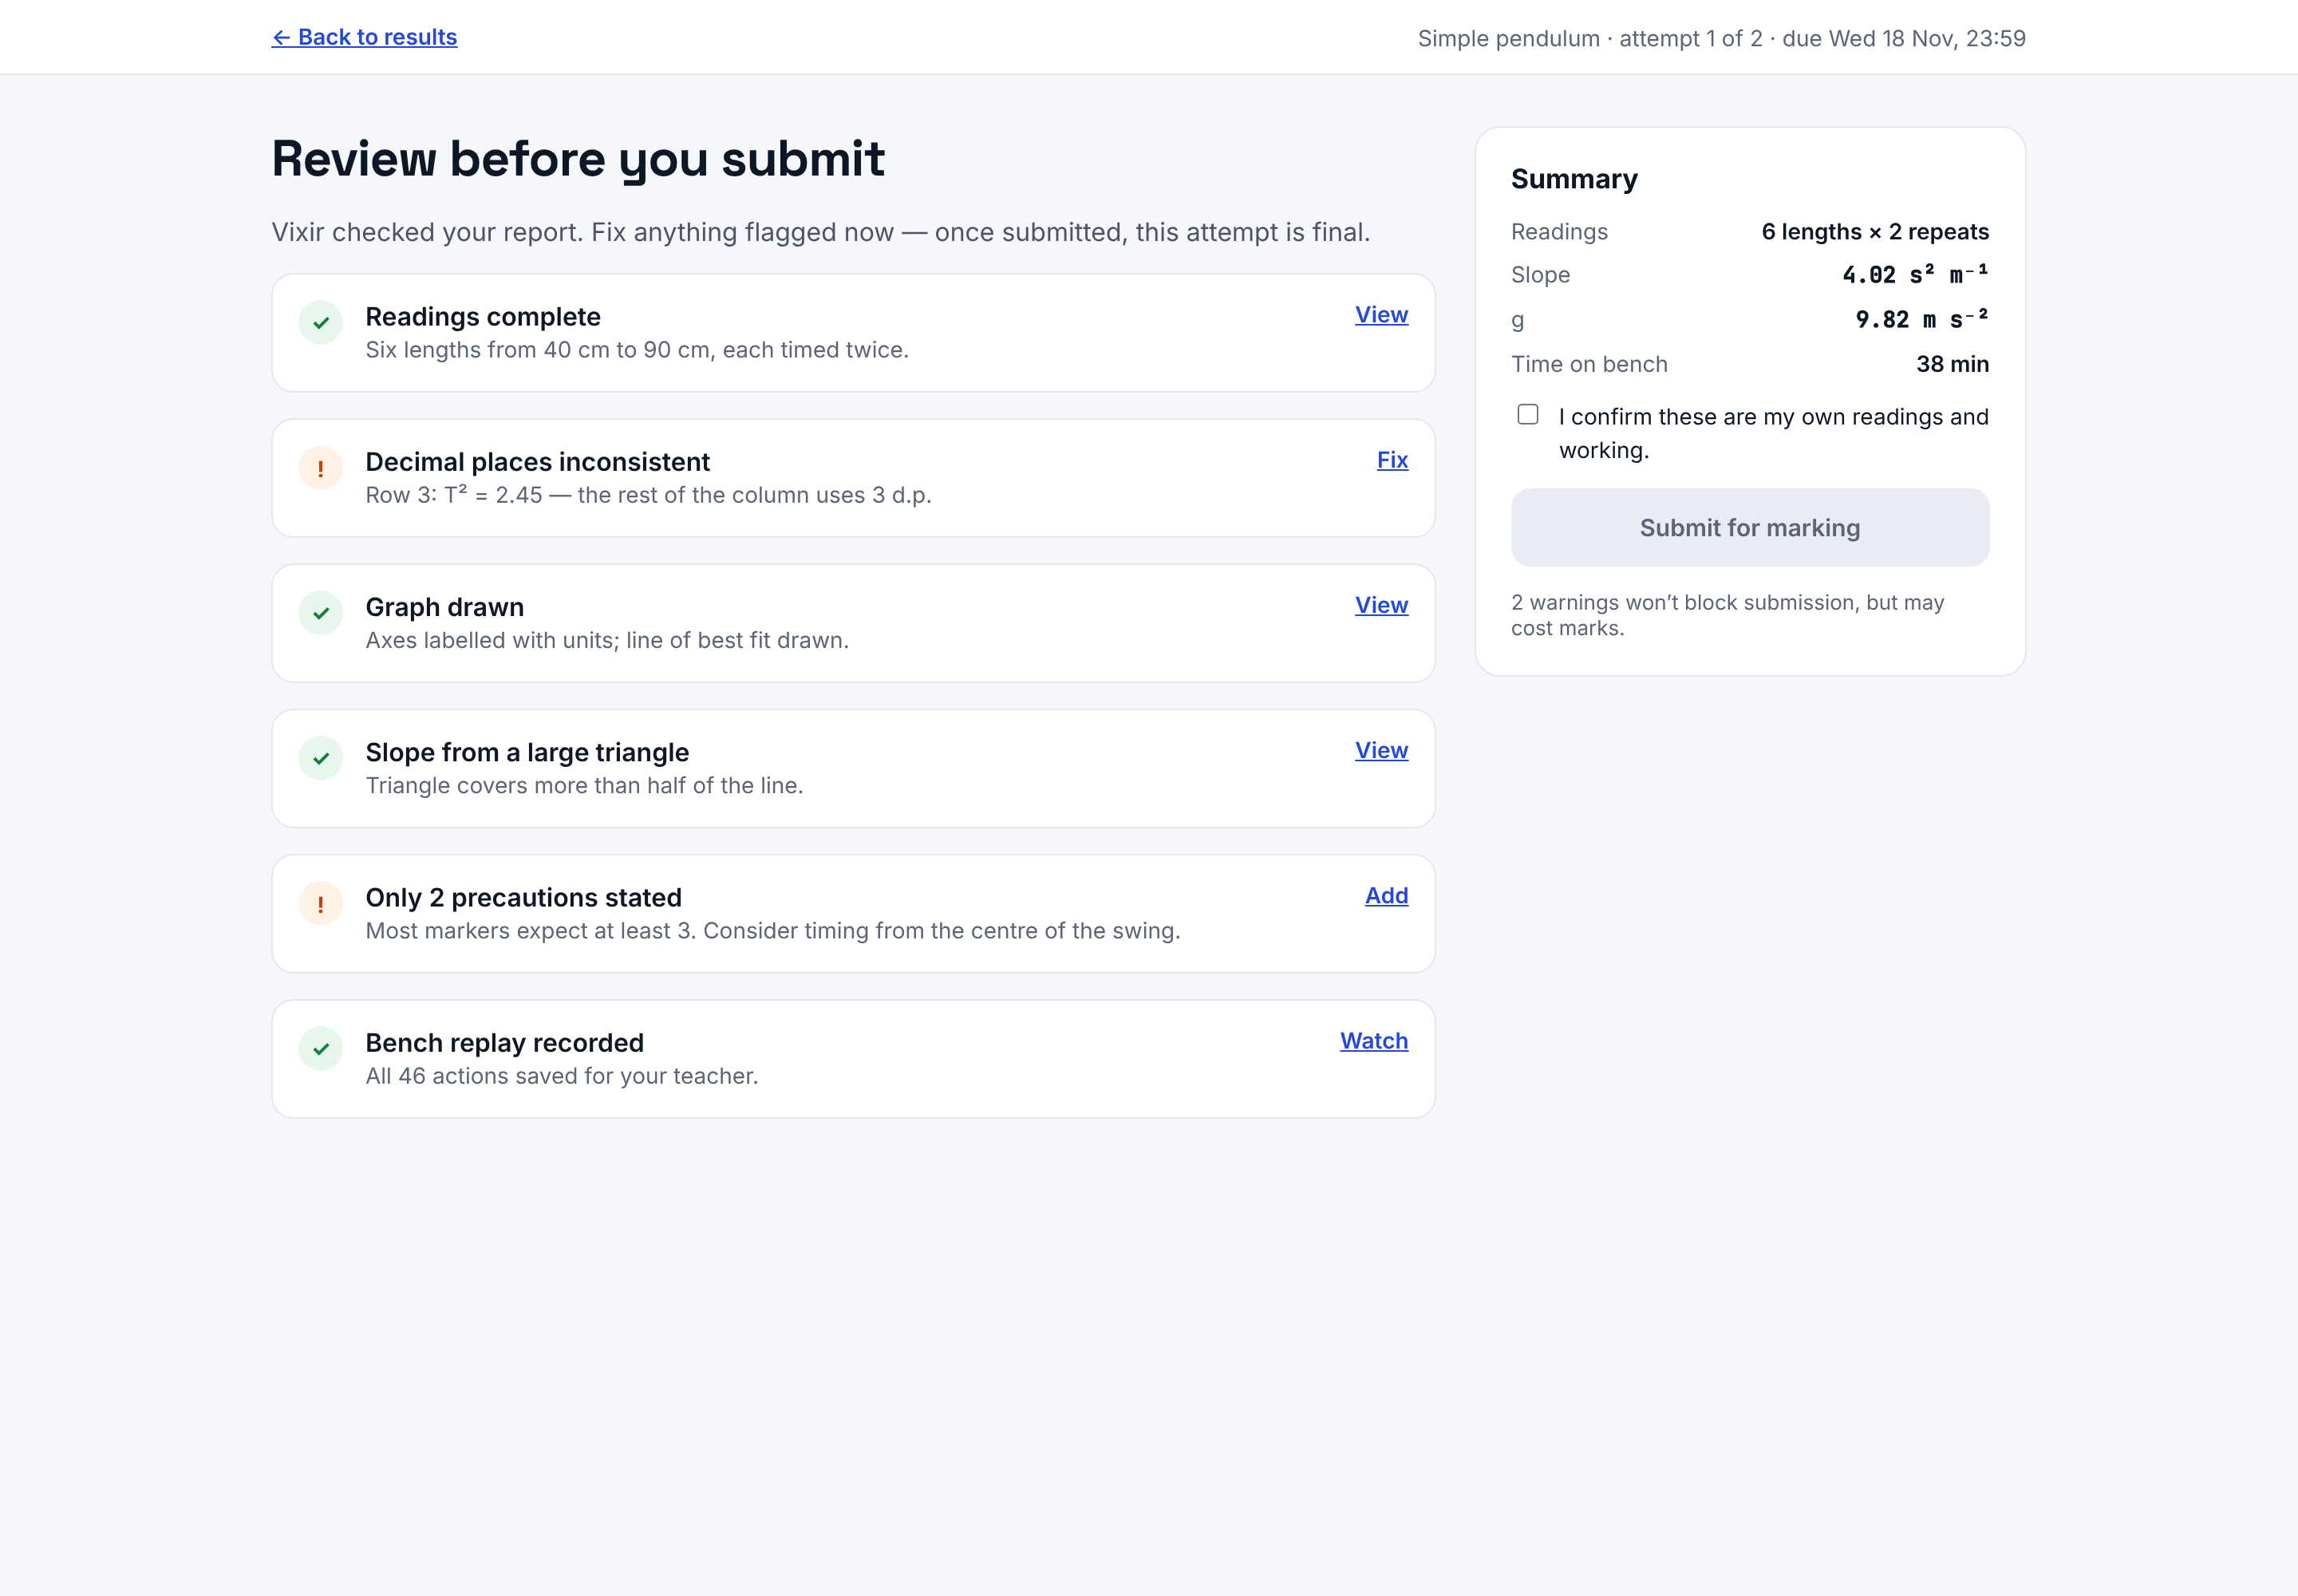 ← Back to results
Simple pendulum · attempt 1 of 2 · due Wed 18 Nov, 23:59
Review before you submit
Vixir checked your report. Fix anything flagged now — once submitted, this attempt is final.
Readings complete
View
Six lengths from 40 cm to 90 cm, each timed twice.
!
Decimal places inconsistent
Fix
Row 3: T² = 2.45 — the rest of the column uses 3 d.p.
Graph drawn
View
Axes labelled with units; line of best fit drawn.
Slope from a large triangle
View
Triangle covers more than half of the line.
!
Only 2 precautions stated
Add
Most markers expect at least 3. Consider timing from the centre of the swing.
Bench replay recorded
Watch
All 46 actions saved for your teacher.
Summary
Readings 6 lengths × 2 repeats
Slope 4.02 s² m⁻¹
g 9.82 m s⁻²
Time on bench 38 min
I confirm these are my own readings and
working.
Submit for marking
2 warnings won’t block submission, but may
cost marks.